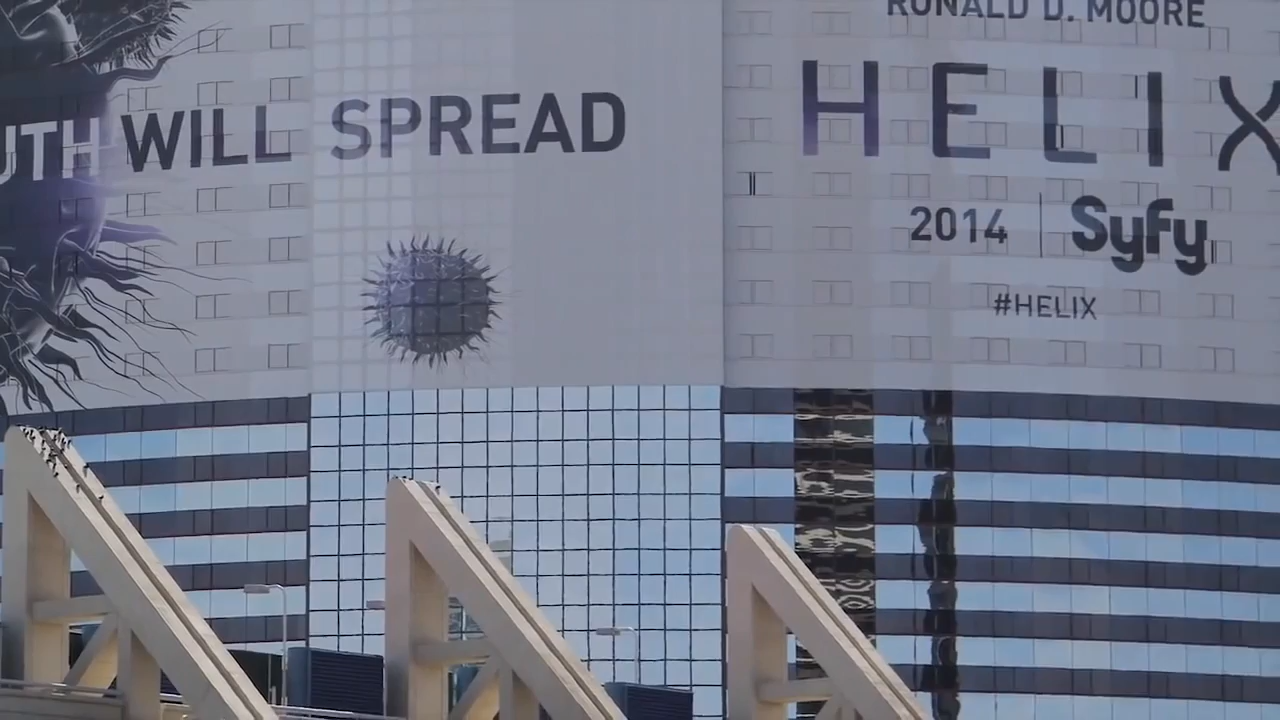 RONALD D. MOORE
UTH WILL SPREAD
HELIX
2014 | Syfy
#HELIX